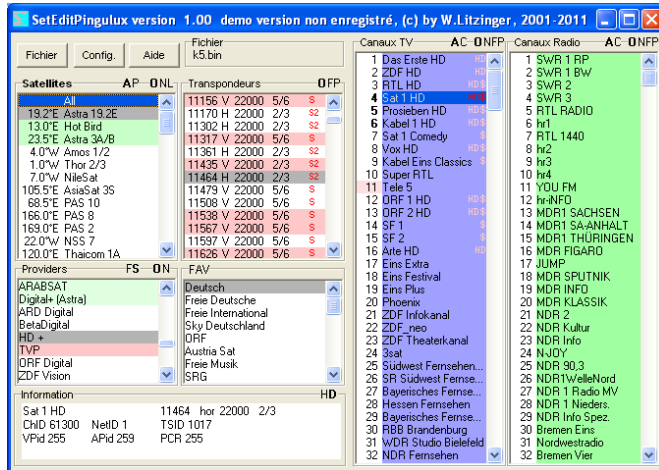 SetEditPingulux version 1.00 demo version non enregistré, (c) by W.Litzinger, 2001-2011
Fichier
Config.
Aide
Fichier
k5.bin
Satellites AP ONL
All
19.2°E Astra 19.2E
13.0°E Hot Bird
23.5°E Astra 3A/B
4.0°W Amos 1/2
1.0°W Thor 2/3
7.0°W NileSat
105.5°E AsiaSat 3S
68.5°E PAS 10
166.0°E PAS 8
169.0°E PAS 2
22.0°W NSS 7
120.0°E Thaicom 1A
Transpondeurs OFP
11156 V 22000 5/6 S
11170 H 22000 2/3 S2
11302 H 22000 2/3 S2
11317 V 22000 5/6 S
11361 H 22000 2/3 S2
11435 V 22000 2/3 S2
11464 H 22000 2/3 S2
11479 V 22000 5/6 S
11508 V 22000 5/6 S
11538 V 22000 5/6 S
11567 V 22000 5/6 S
11597 V 22000 5/6 S
11626 V 22000 5/6 S
Providers FS ON
ARABSAT
Digital+ (Astra)
ARD Digital
BetaDigital
HD +
TVP
ORF Digital
ZDF Vision
FAV
Deutsch
Freie Deutsche
Freie International
Sky Deutschland
ORF
Austria Sat
Freie Musik
SRG
Information HD
Sat 1 HD 11464 hor 22000 2/3
ChID 61300 NetID 1 TSID 1017
VPid 255 APid 259 PCR 255
Canaux TV AC ONFP
1 Das Erste HD HD
2 ZDF HD HD
3 RTL HD HD$
4 Sat 1 HD HD$
5 Prosieben HD HD$
6 Kabel 1 HD HD$
7 Sat 1 Comedy $
8 Vox HD HD$
9 Kabel Eins Classics $
10 Super RTL
11 Tele 5
12 ORF 1 HD HD$
13 ORF 2 HD HD$
14 SF 1 $
15 SF 2 $
16 Arte HD HD
17 Eins Extra
18 Eins Festival
19 Eins Plus
20 Phoenix
21 ZDF Infokanal
22 ZDF_neo
23 ZDF Theaterkanal
24 3sat
25 Südwest Fernsehen...
26 SR Südwest Fernse...
27 Bayerisches Fernse...
28 Hessen Fernsehen
29 Bayerisches Fernse...
30 RBB Brandenburg
31 WDR Studio Bielefeld
32 NDR Fernsehen
Canaux Radio AC ONFP
1 SWR 1 RP
2 SWR 1 BW
3 SWR 2
4 SWR 3
5 RTL RADIO
6 hr1
7 RTL 1440
8 hr2
9 hr3
10 hr4
11 YOU FM
12 hr-iNFO
13 MDR1 SACHSEN
14 MDR1 SA-ANHALT
15 MDR1 THÜRINGEN
16 MDR FIGARO
17 JUMP
18 MDR SPUTNIK
19 MDR INFO
20 MDR KLASSIK
21 NDR 2
22 NDR Kultur
23 NDR Info
24 N-JOY
25 NDR 90,3
26 NDR1WelleNord
27 NDR 1 Radio MV
28 NDR 1 Nieders.
29 NDR Info Spez.
30 Bremen Eins
31 Nordwestradio
32 Bremen Vier